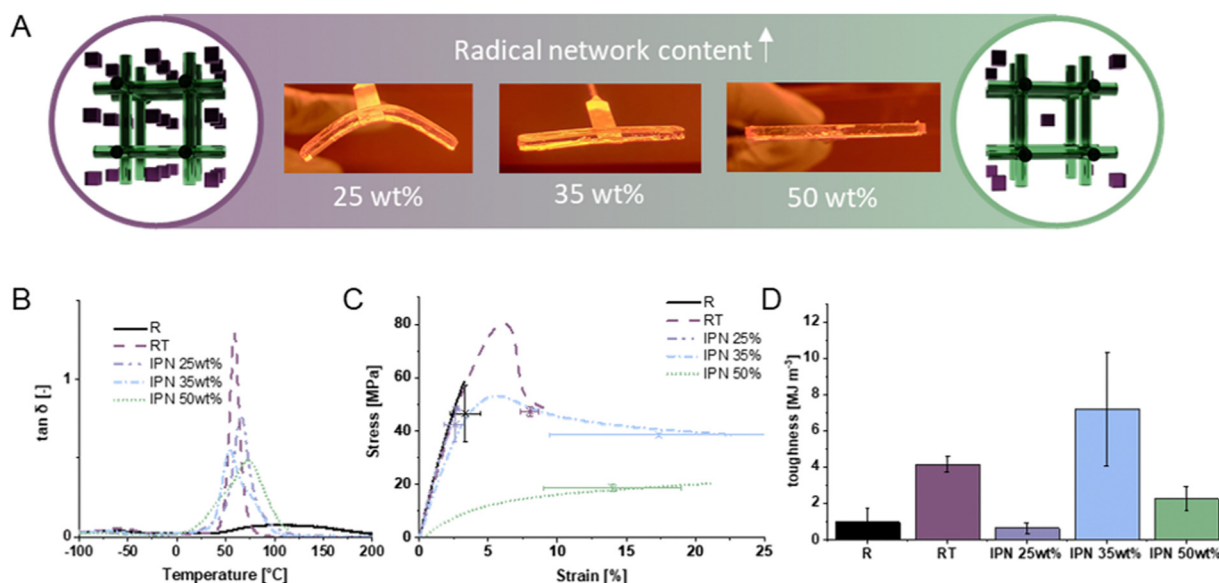 A
Radical network content ↑
25 wt%
35 wt%
50 wt%
B
R
RT
IPN 25wt%
IPN 35wt%
IPN 50wt%
tan δ [-]
1
0
-100
-50
0
50
100
150
200
Temperature [°C]
C
R
RT
IPN 25%
IPN 35%
IPN 50%
Stress [MPa]
80
60
40
20
0
0
5
10
15
20
25
Strain [%]
D
toughness [MJ m⁻³]
12
10
8
6
4
2
0
R
RT
IPN 25wt%
IPN 35wt%
IPN 50wt%